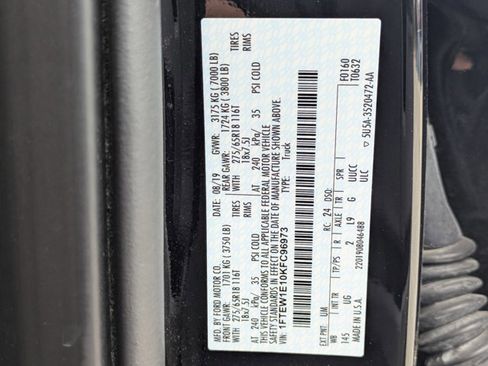 MFD. BY FORD MOTOR CO.
DATE: 08/19 GVWR: 3175 KG ( 7000 LB)
FRONT GAWR: 1701 KG ( 3750 LB) REAR GAWR: 1724 KG ( 3800 LB)
WITH 275/65R18 116T TIRES WITH 275/65R18 116T TIRES
18x7.5J RIMS 18x7.5J RIMS
AT 240 kPa/ 35 PSI COLD AT 240 kPa/ 35 PSI COLD
THIS VEHICLE CONFORMS TO ALL APPLICABLE FEDERAL MOTOR VEHICLE
SAFETY STANDARDS IN EFFECT ON THE DATE OF MANUFACTURE SHOWN ABOVE.
VIN: 1FTEW1E10KFC96973 TYPE: Truck
F0160
T0632
EXT PNT: UM RC: 24 DSO:
WB INT TR TP/PS R AXLE TR SPR
145 UG 2 L9 G UUCC
ULC
MADE IN U.S.A. 220190B046488 ▽ 5U5A-3520472-AA